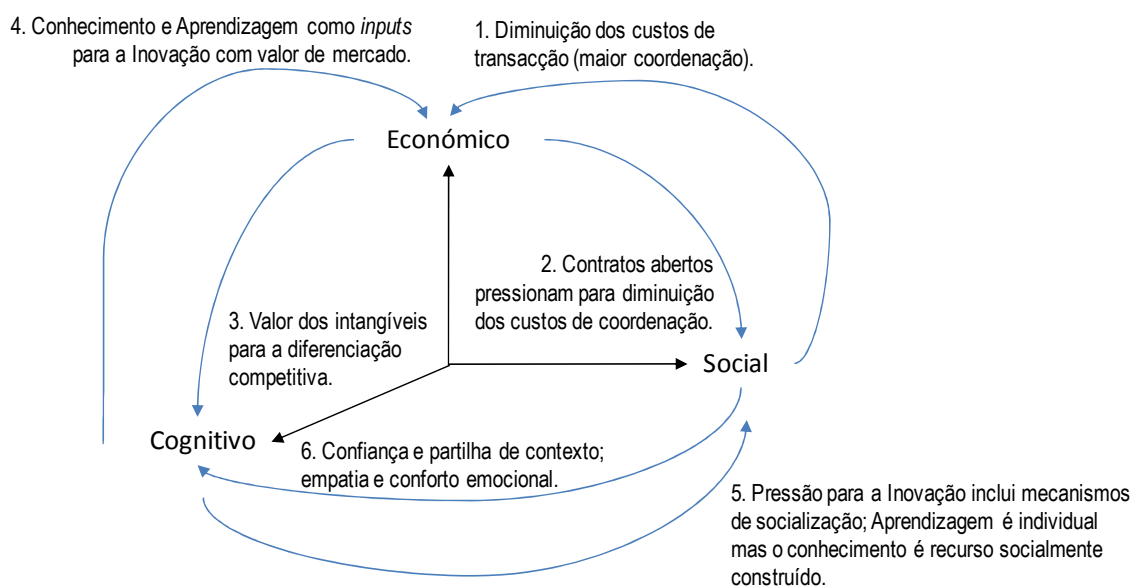 4. Conhecimento e Aprendizagem como inputs
para a Inovação com valor de mercado.
1. Diminuição dos custos de
transacção (maior coordenação).
Económico
2. Contratos abertos
pressionam para diminuição
dos custos de coordenação.
3. Valor dos intangíveis
para a diferenciação
competitiva.
Social
Cognitivo
6. Confiança e partilha de contexto;
empatia e conforto emocional.
5. Pressão para a Inovação inclui mecanismos
de socialização; Aprendizagem é individual
mas o conhecimento é recurso socialmente
construído.